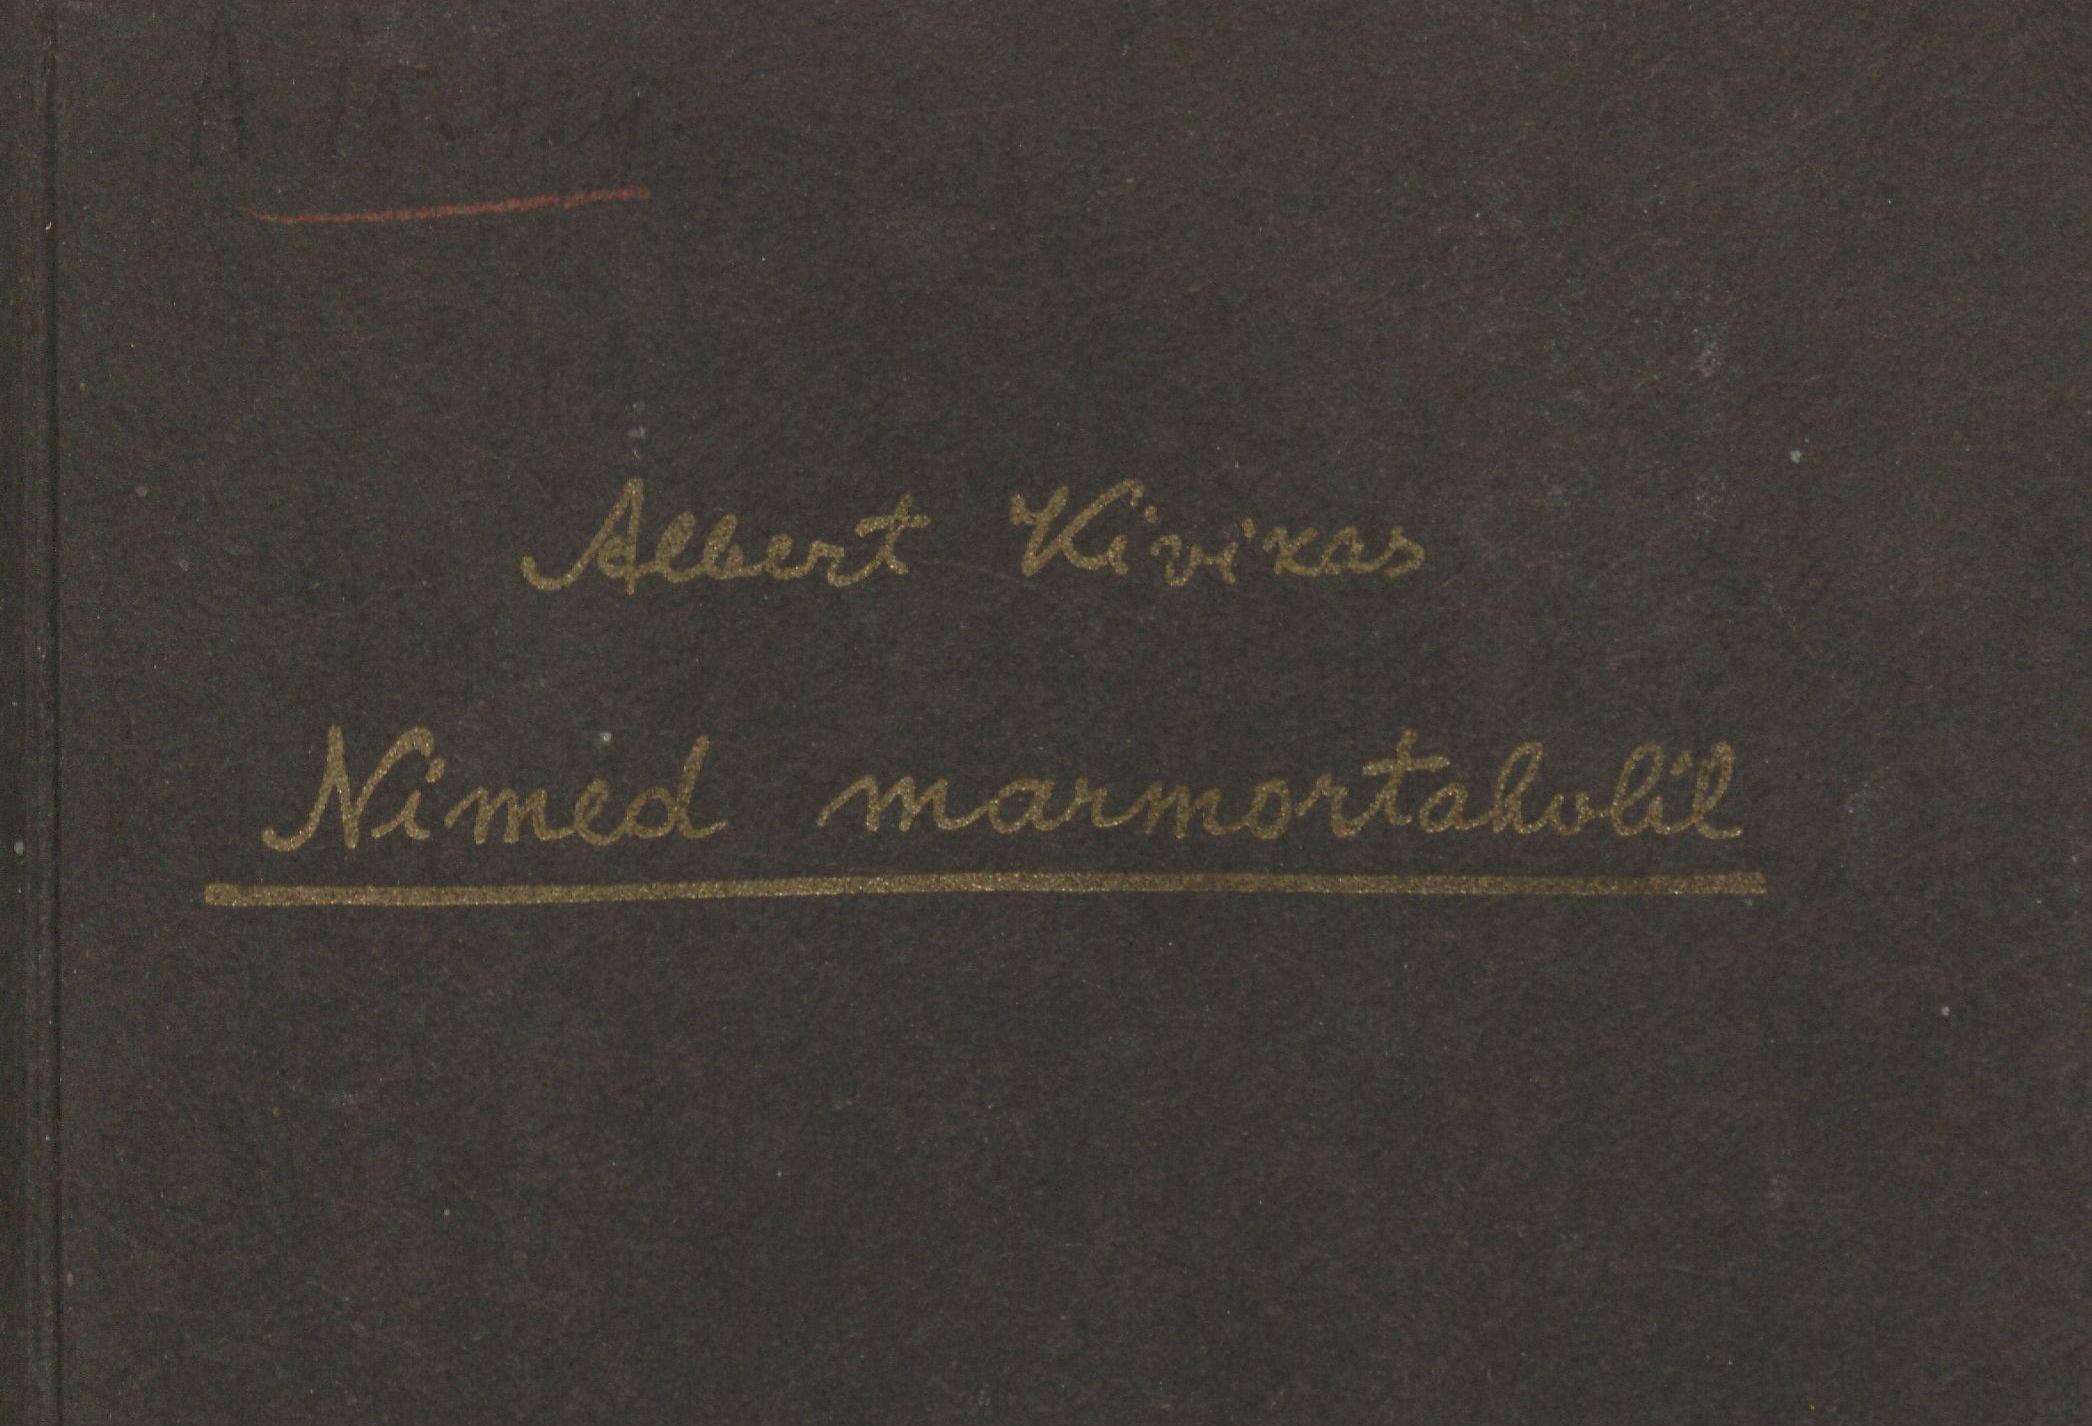 Albert Kivikas
Nimed marmortahvlil